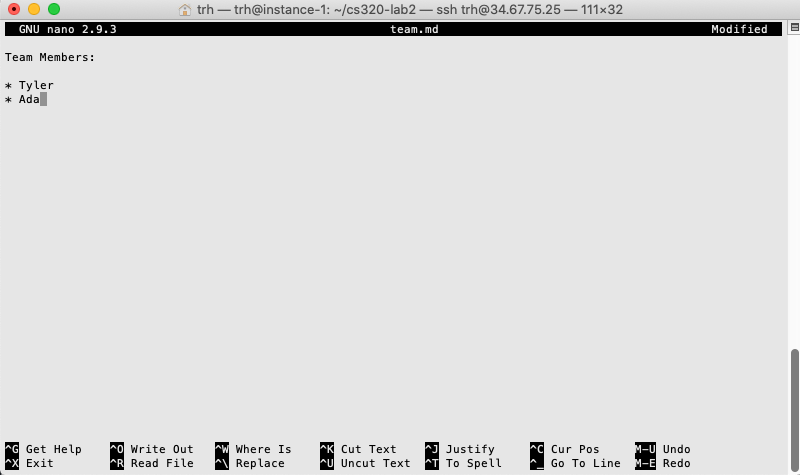 trh — trh@instance-1: ~/cs320-lab2 — ssh trh@34.67.75.25 — 111×32
GNU nano 2.9.3 team.md Modified
Team Members:
* Tyler
* Ada
^G Get Help ^O Write Out ^W Where Is ^K Cut Text ^J Justify ^C Cur Pos M-U Undo
^X Exit ^R Read File ^\ Replace ^U Uncut Text ^T To Spell ^_ Go To Line M-E Redo